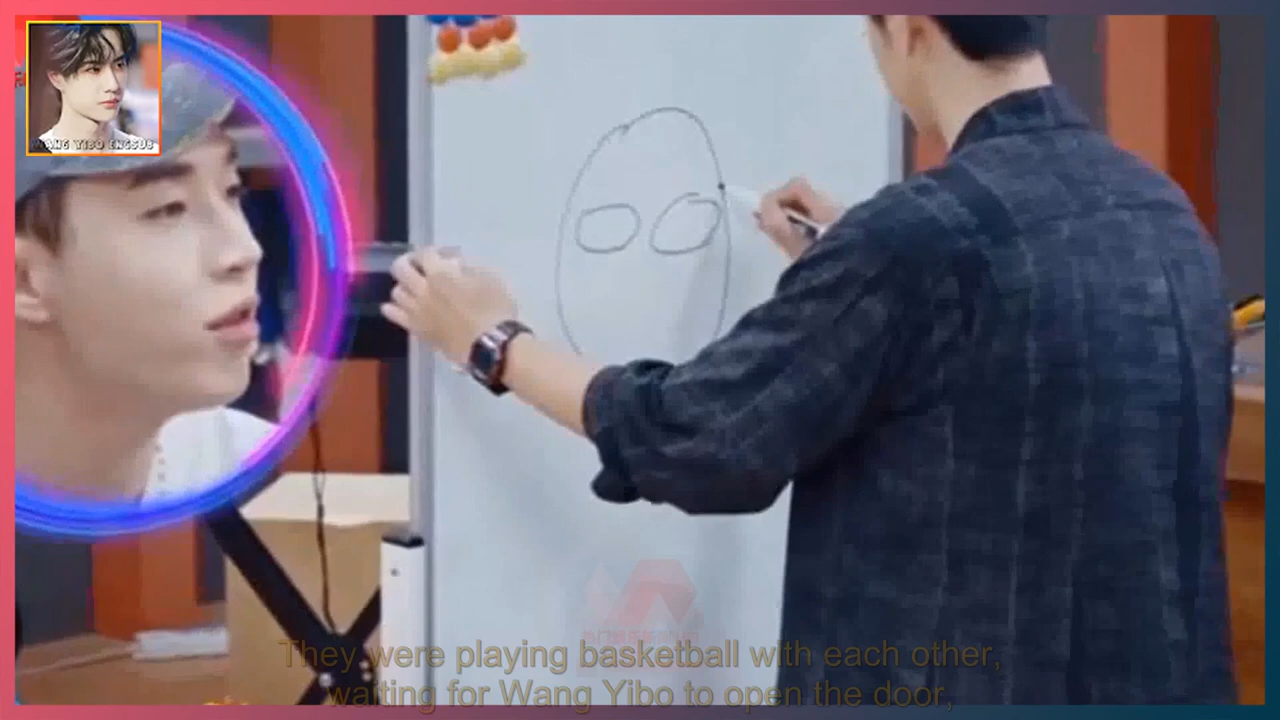 WANG YIBO ENGSUB
They were playing basketball with each other,
waiting for Wang Yibo to open the door,